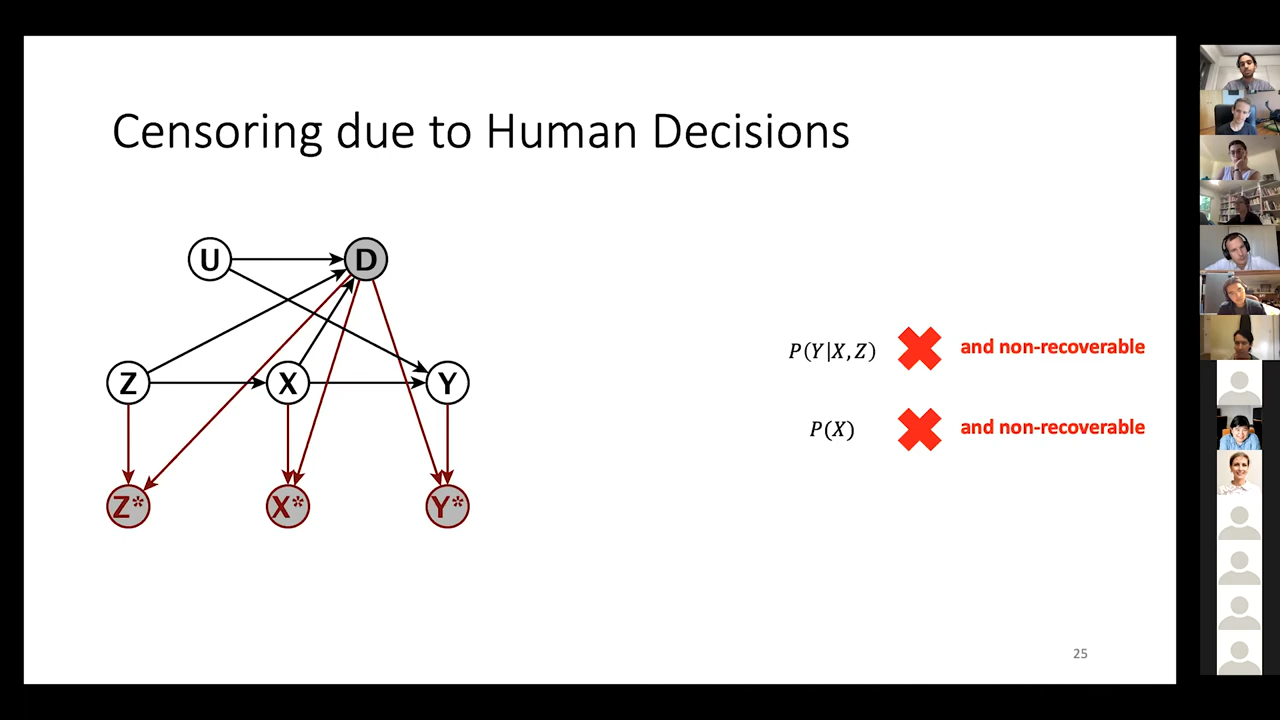 Censoring due to Human Decisions
U
D
Z
X
Y
Z*
X*
Y*
P(Y|X, Z)
and non-recoverable
P(X)
and non-recoverable
25